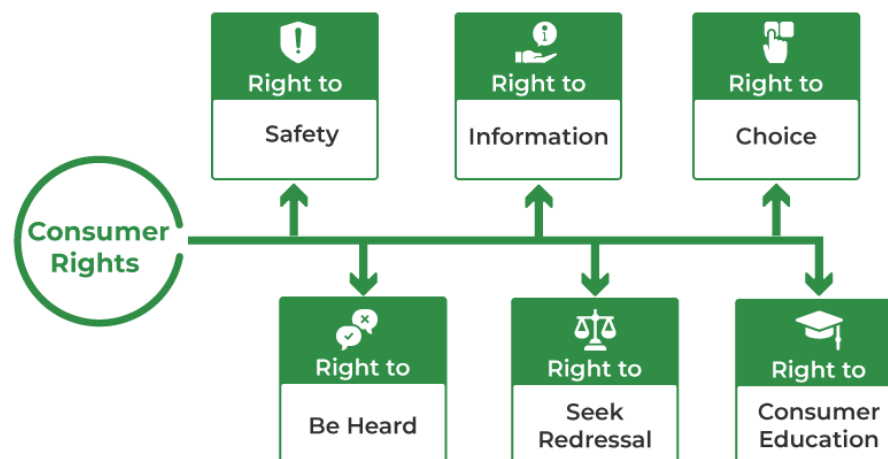 Right to
Safety
Right to
Information
Right to
Choice
Consumer
Rights
Right to
Be Heard
Right to
Seek
Redressal
Right to
Consumer
Education